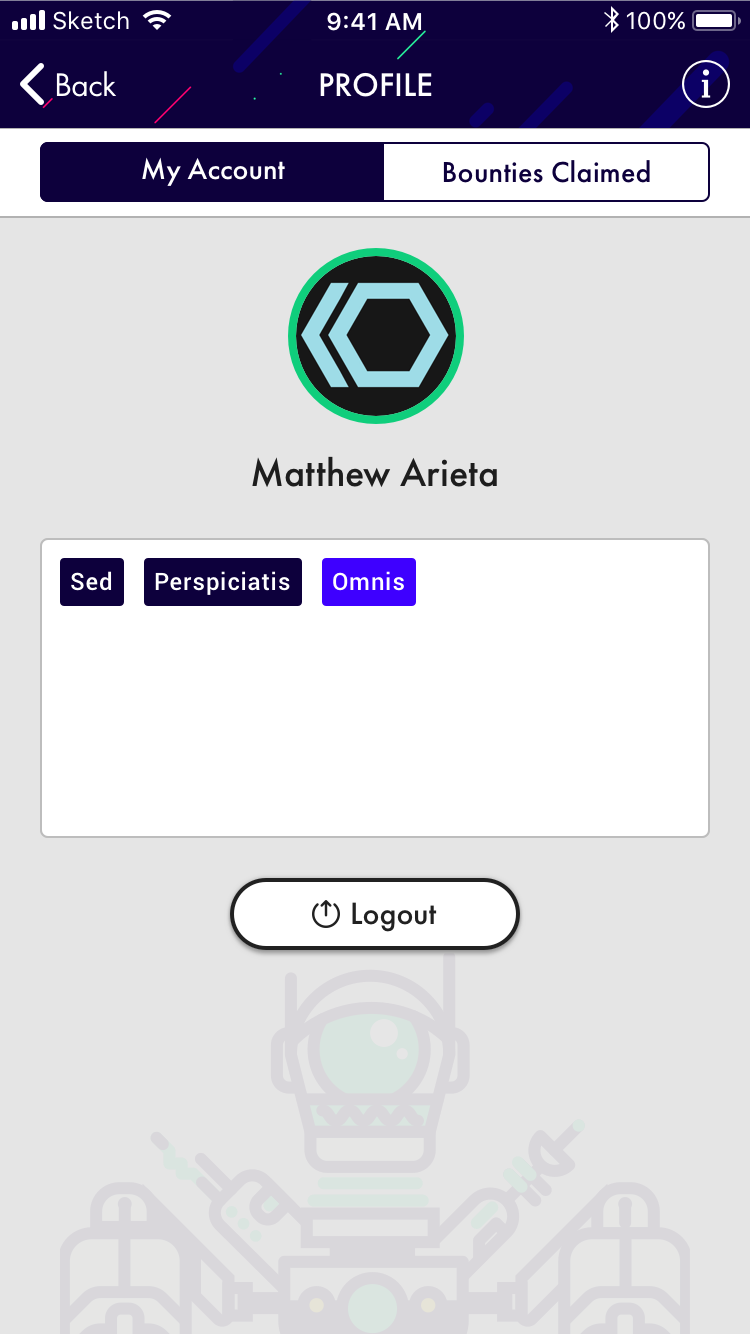 Sketch 9:41 AM 100%
Back PROFILE i
My Account Bounties Claimed
Matthew Arieta
Sed Perspiciatis Omnis
Logout